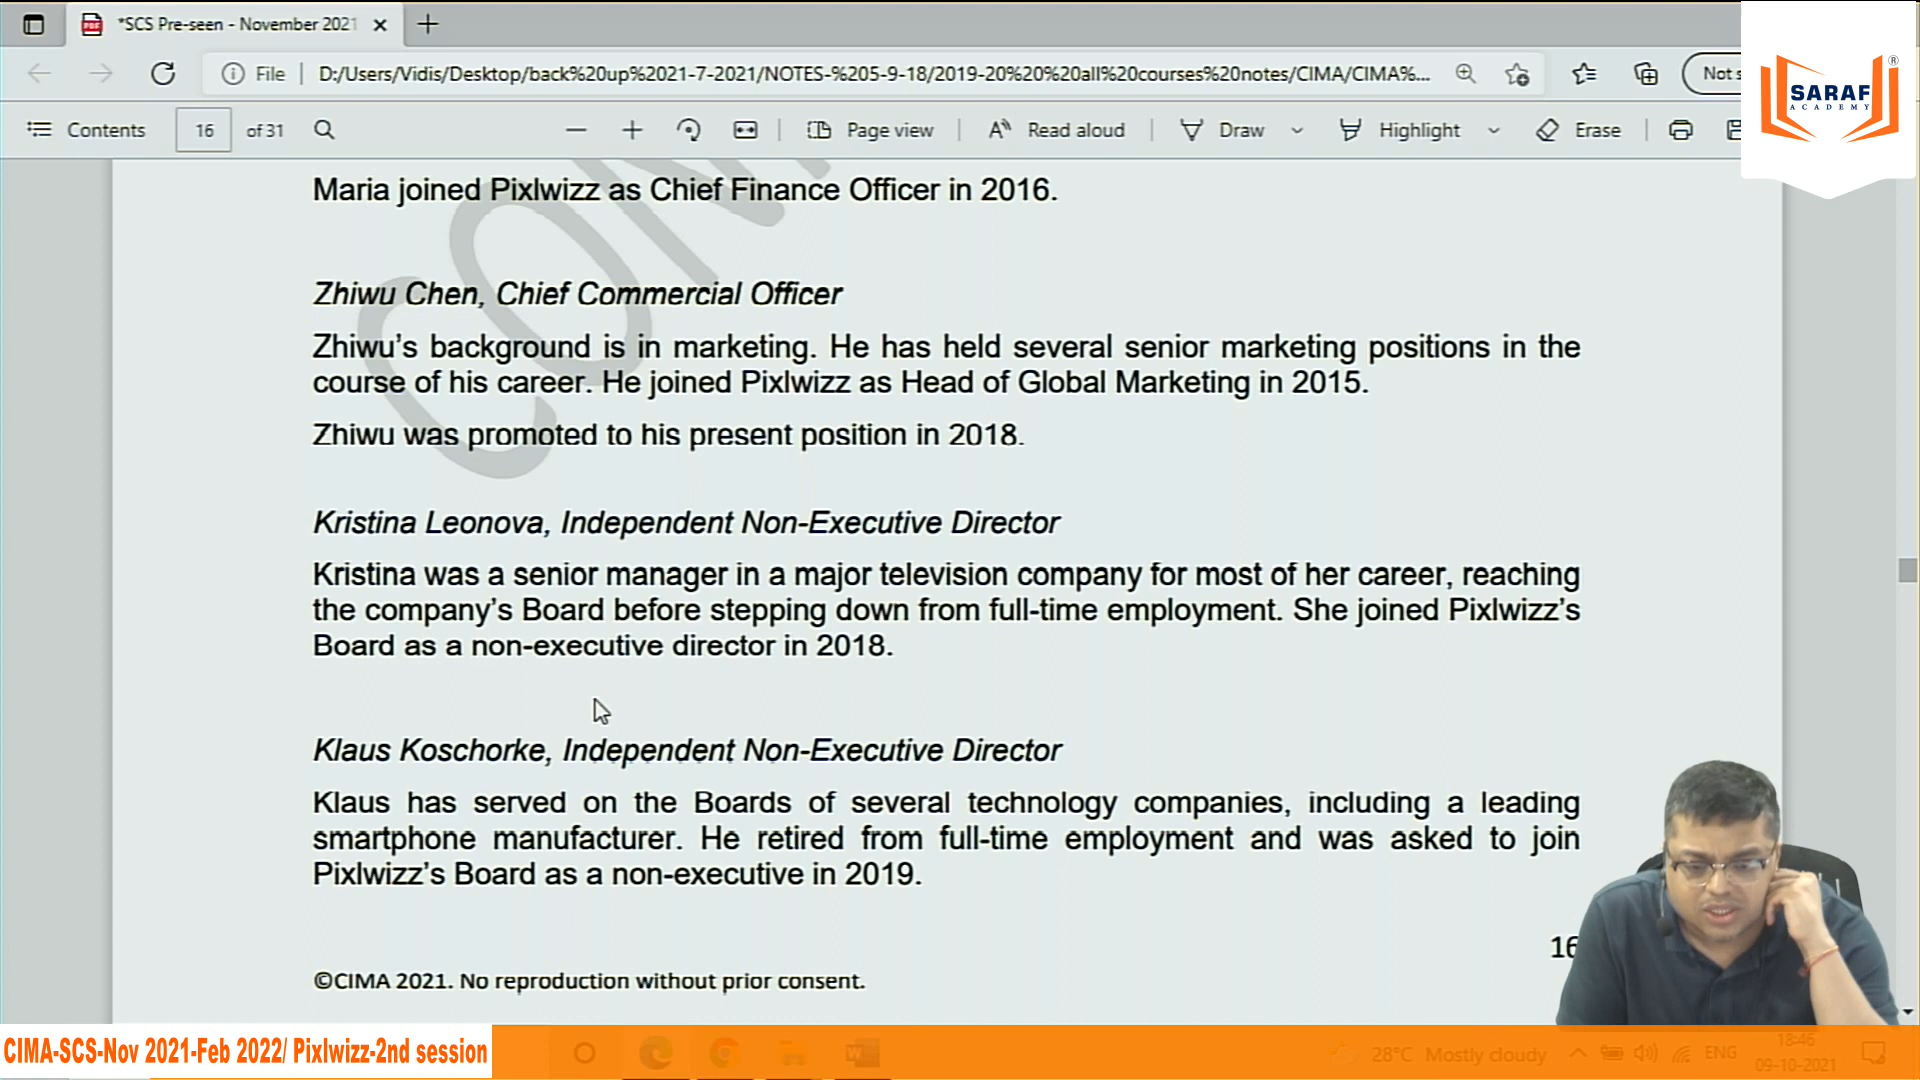 *SCS Pre-seen - November 2021
File D:/Users/Vidis/Desktop/back%20up%2021-7-2021/NOTES-%205-9-18/2019-20%20%20all%20courses%20notes/CIMA/CIMA%...
Not s
SARAF
ACADEMY
®
Contents 16 of 31 Page view Read aloud Draw Highlight Erase
Maria joined Pixlwizz as Chief Finance Officer in 2016.
Zhiwu Chen, Chief Commercial Officer
Zhiwu's background is in marketing. He has held several senior marketing positions in the
course of his career. He joined Pixlwizz as Head of Global Marketing in 2015.
Zhiwu was promoted to his present position in 2018.
Kristina Leonova, Independent Non-Executive Director
Kristina was a senior manager in a major television company for most of her career, reaching
the company's Board before stepping down from full-time employment. She joined Pixlwizz's
Board as a non-executive director in 2018.
Klaus Koschorke, Independent Non-Executive Director
Klaus has served on the Boards of several technology companies, including a leading
smartphone manufacturer. He retired from full-time employment and was asked to join
Pixlwizz's Board as a non-executive in 2019.
16
©CIMA 2021. No reproduction without prior consent.
CIMA-SCS-Nov 2021-Feb 2022/ Pixlwizz-2nd session
28°C Mostly cloudy ENG
18:46
09-10-2021